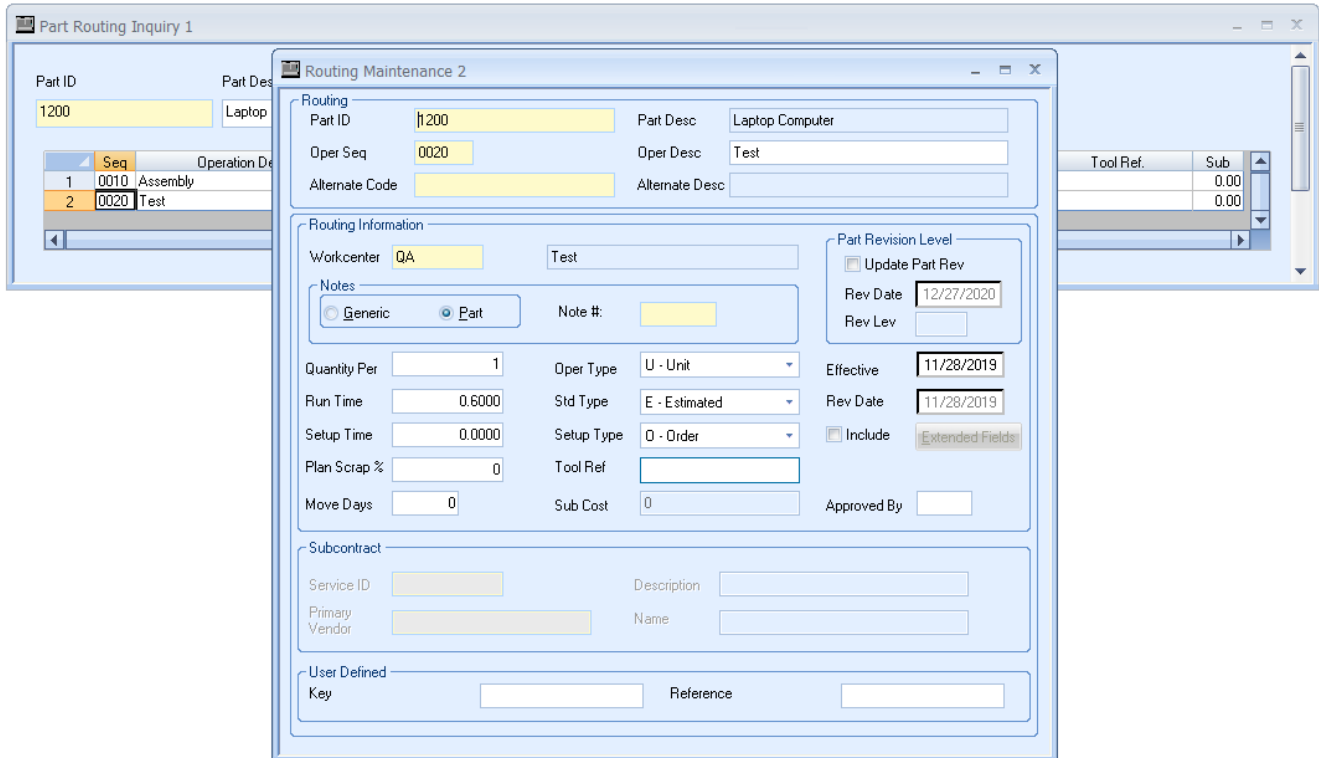 Part Routing Inquiry 1
Part ID
Part Des
1200
Laptop
Seq Operation De Tool Ref. Sub
1 0010 Assembly 0.00
2 0020 Test 0.00
Routing Maintenance 2
Routing
Part ID 1200 Part Desc Laptop Computer
Oper Seq 0020 Oper Desc Test
Alternate Code Alternate Desc
Routing Information
Workcenter QA Test
Notes
Generic Part Note #:
Part Revision Level
Update Part Rev
Rev Date 12/27/2020
Rev Lev
Quantity Per 1 Oper Type U - Unit Effective 11/28/2019
Run Time 0.6000 Std Type E - Estimated Rev Date 11/28/2019
Setup Time 0.0000 Setup Type O - Order Include Extended Fields
Plan Scrap % 0 Tool Ref
Move Days 0 Sub Cost 0 Approved By
Subcontract
Service ID Description
Primary
Vendor
Name
User Defined
Key Reference